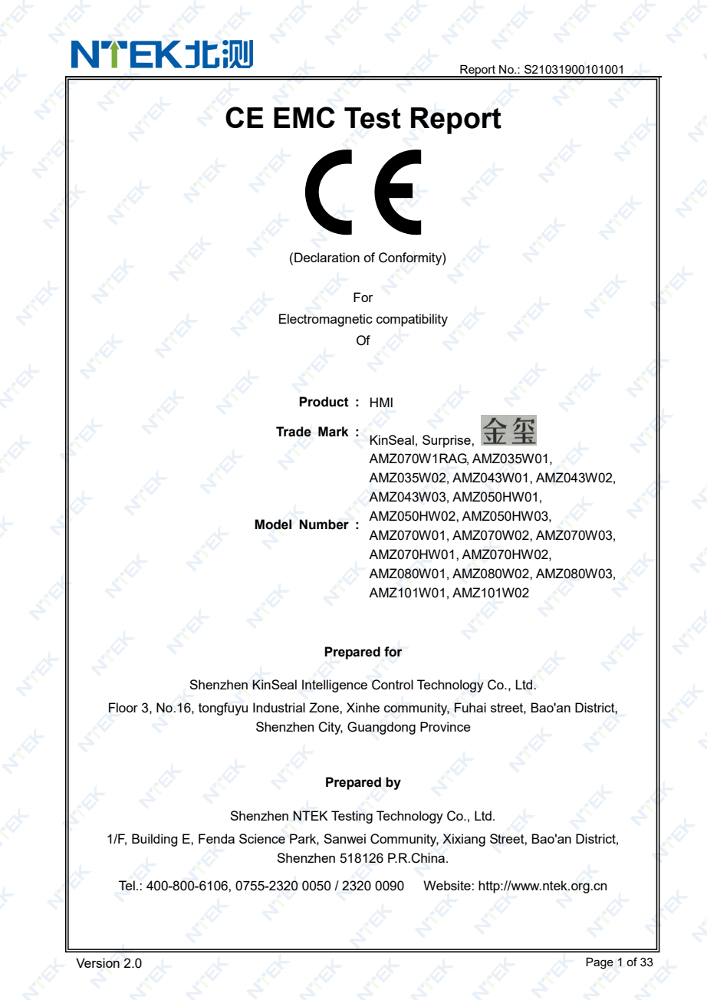 NTEK北测
Report No.: S21031900101001
CE EMC Test Report
CE
(Declaration of Conformity)
For
Electromagnetic compatibility
Of
Product : HMI
Trade Mark : KinSeal, Surprise, 金玺
AMZ070W1RAG, AMZ035W01,
AMZ035W02, AMZ043W01, AMZ043W02,
AMZ043W03, AMZ050HW01,
Model Number : AMZ050HW02, AMZ050HW03,
AMZ070W01, AMZ070W02, AMZ070W03,
AMZ070HW01, AMZ070HW02,
AMZ080W01, AMZ080W02, AMZ080W03,
AMZ101W01, AMZ101W02
Prepared for
Shenzhen KinSeal Intelligence Control Technology Co., Ltd.
Floor 3, No.16, tongfuyu Industrial Zone, Xinhe community, Fuhai street, Bao'an District,
Shenzhen City, Guangdong Province
Prepared by
Shenzhen NTEK Testing Technology Co., Ltd.
1/F, Building E, Fenda Science Park, Sanwei Community, Xixiang Street, Bao'an District,
Shenzhen 518126 P.R.China.
Tel.: 400-800-6106, 0755-2320 0050 / 2320 0090 Website: http://www.ntek.org.cn
Version 2.0
Page 1 of 33